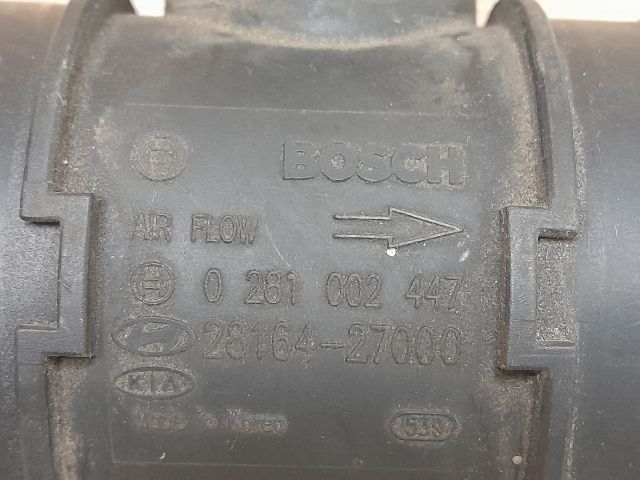 BOSCH
AIR FLOW
0 281 002 447
28164-27000
KIA
Made in Korea